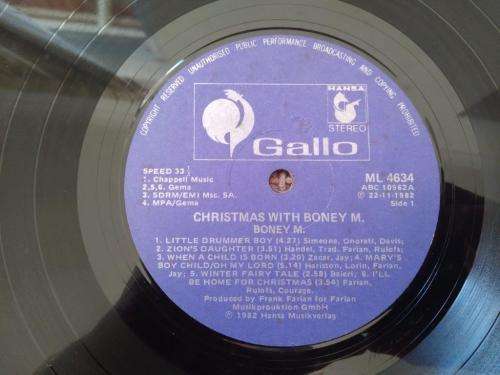 COPYRIGHT RESERVED UNAUTHORISED PUBLIC PERFORMANCE BROADCASTING AND COPYING PROHIBITED
HANSA
STEREO
Gallo
SPEED 33⅓
1. Chappell Music
2,5,6. Gema
3. SDRM/EMI Msc. SA.
4. MPA/Gema
ML 4634
ABC 10962A
℗ 22-11-1982
Side 1
CHRISTMAS WITH BONEY M.
BONEY M.
1. LITTLE DRUMMER BOY (4.27) Simeone, Onorati, Davis;
2. ZION'S DAUGHTER (3.51) Handel, Trad. Farian, Rulofs;
3. WHEN A CHILD IS BORN (3.20) Zacar, Jay; 4. MARY'S
BOY CHILD/OH MY LORD (5.14) Hariston, Lorin, Farian,
Jay; 5. WINTER FAIRY TALE (2.58) Baleri; 6. I'LL
BE HOME FOR CHRISTMAS (3.54) Farian,
Rulofs, Courage.
Produced by Frank Farian for Farian
Musikproduktion GmbH
℗ 1982 Hansa Musikverlag